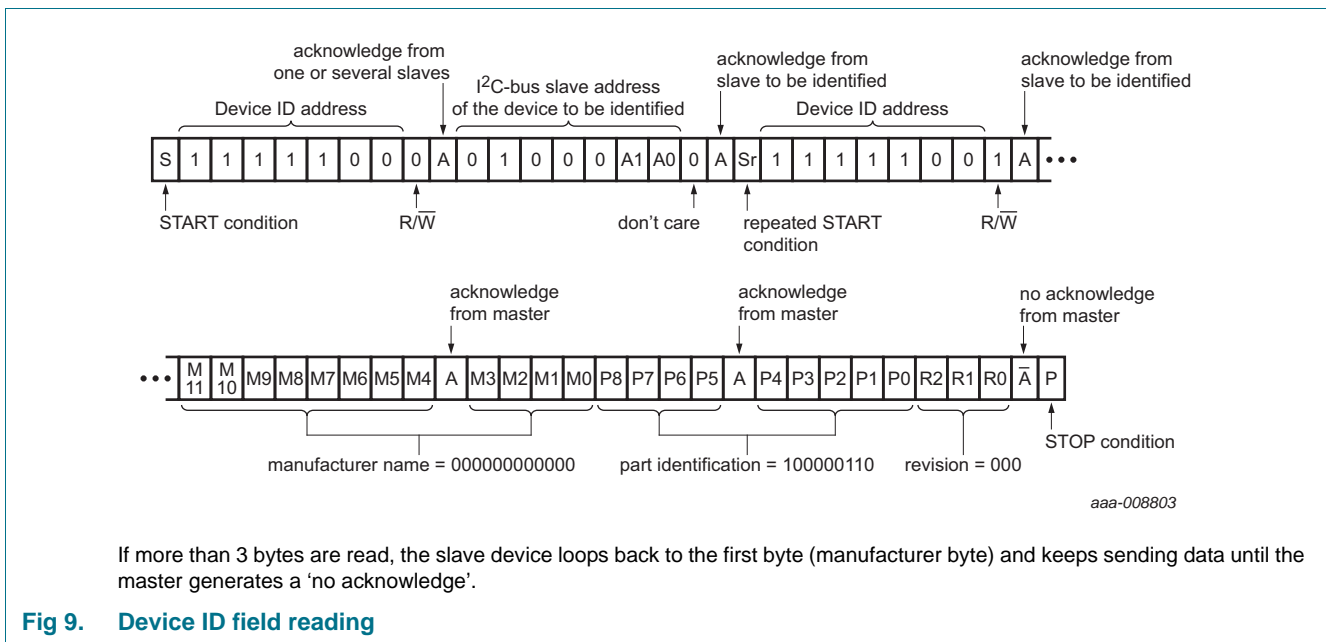 acknowledge from
one or several slaves
acknowledge from
slave to be identified
acknowledge from
slave to be identified
I2C-bus slave address
of the device to be identified
Device ID address
Device ID address
S 1 1 1 1 1 0 0 0 A 0 1 0 0 0 A1 A0 0 A Sr 1 1 1 1 1 0 0 1 A •••
START condition
R/W̅
don't care
repeated START
condition
R/W̅
acknowledge
from master
acknowledge
from master
no acknowledge
from master
••• M11 M10 M9 M8 M7 M6 M5 M4 A M3 M2 M1 M0 P8 P7 P6 P5 A P4 P3 P2 P1 P0 R2 R1 R0 A̅ P
STOP condition
manufacturer name = 000000000000
part identification = 100000110
revision = 000
aaa-008803
If more than 3 bytes are read, the slave device loops back to the first byte (manufacturer byte) and keeps sending data until the
master generates a ‘no acknowledge’.
Fig 9. Device ID field reading